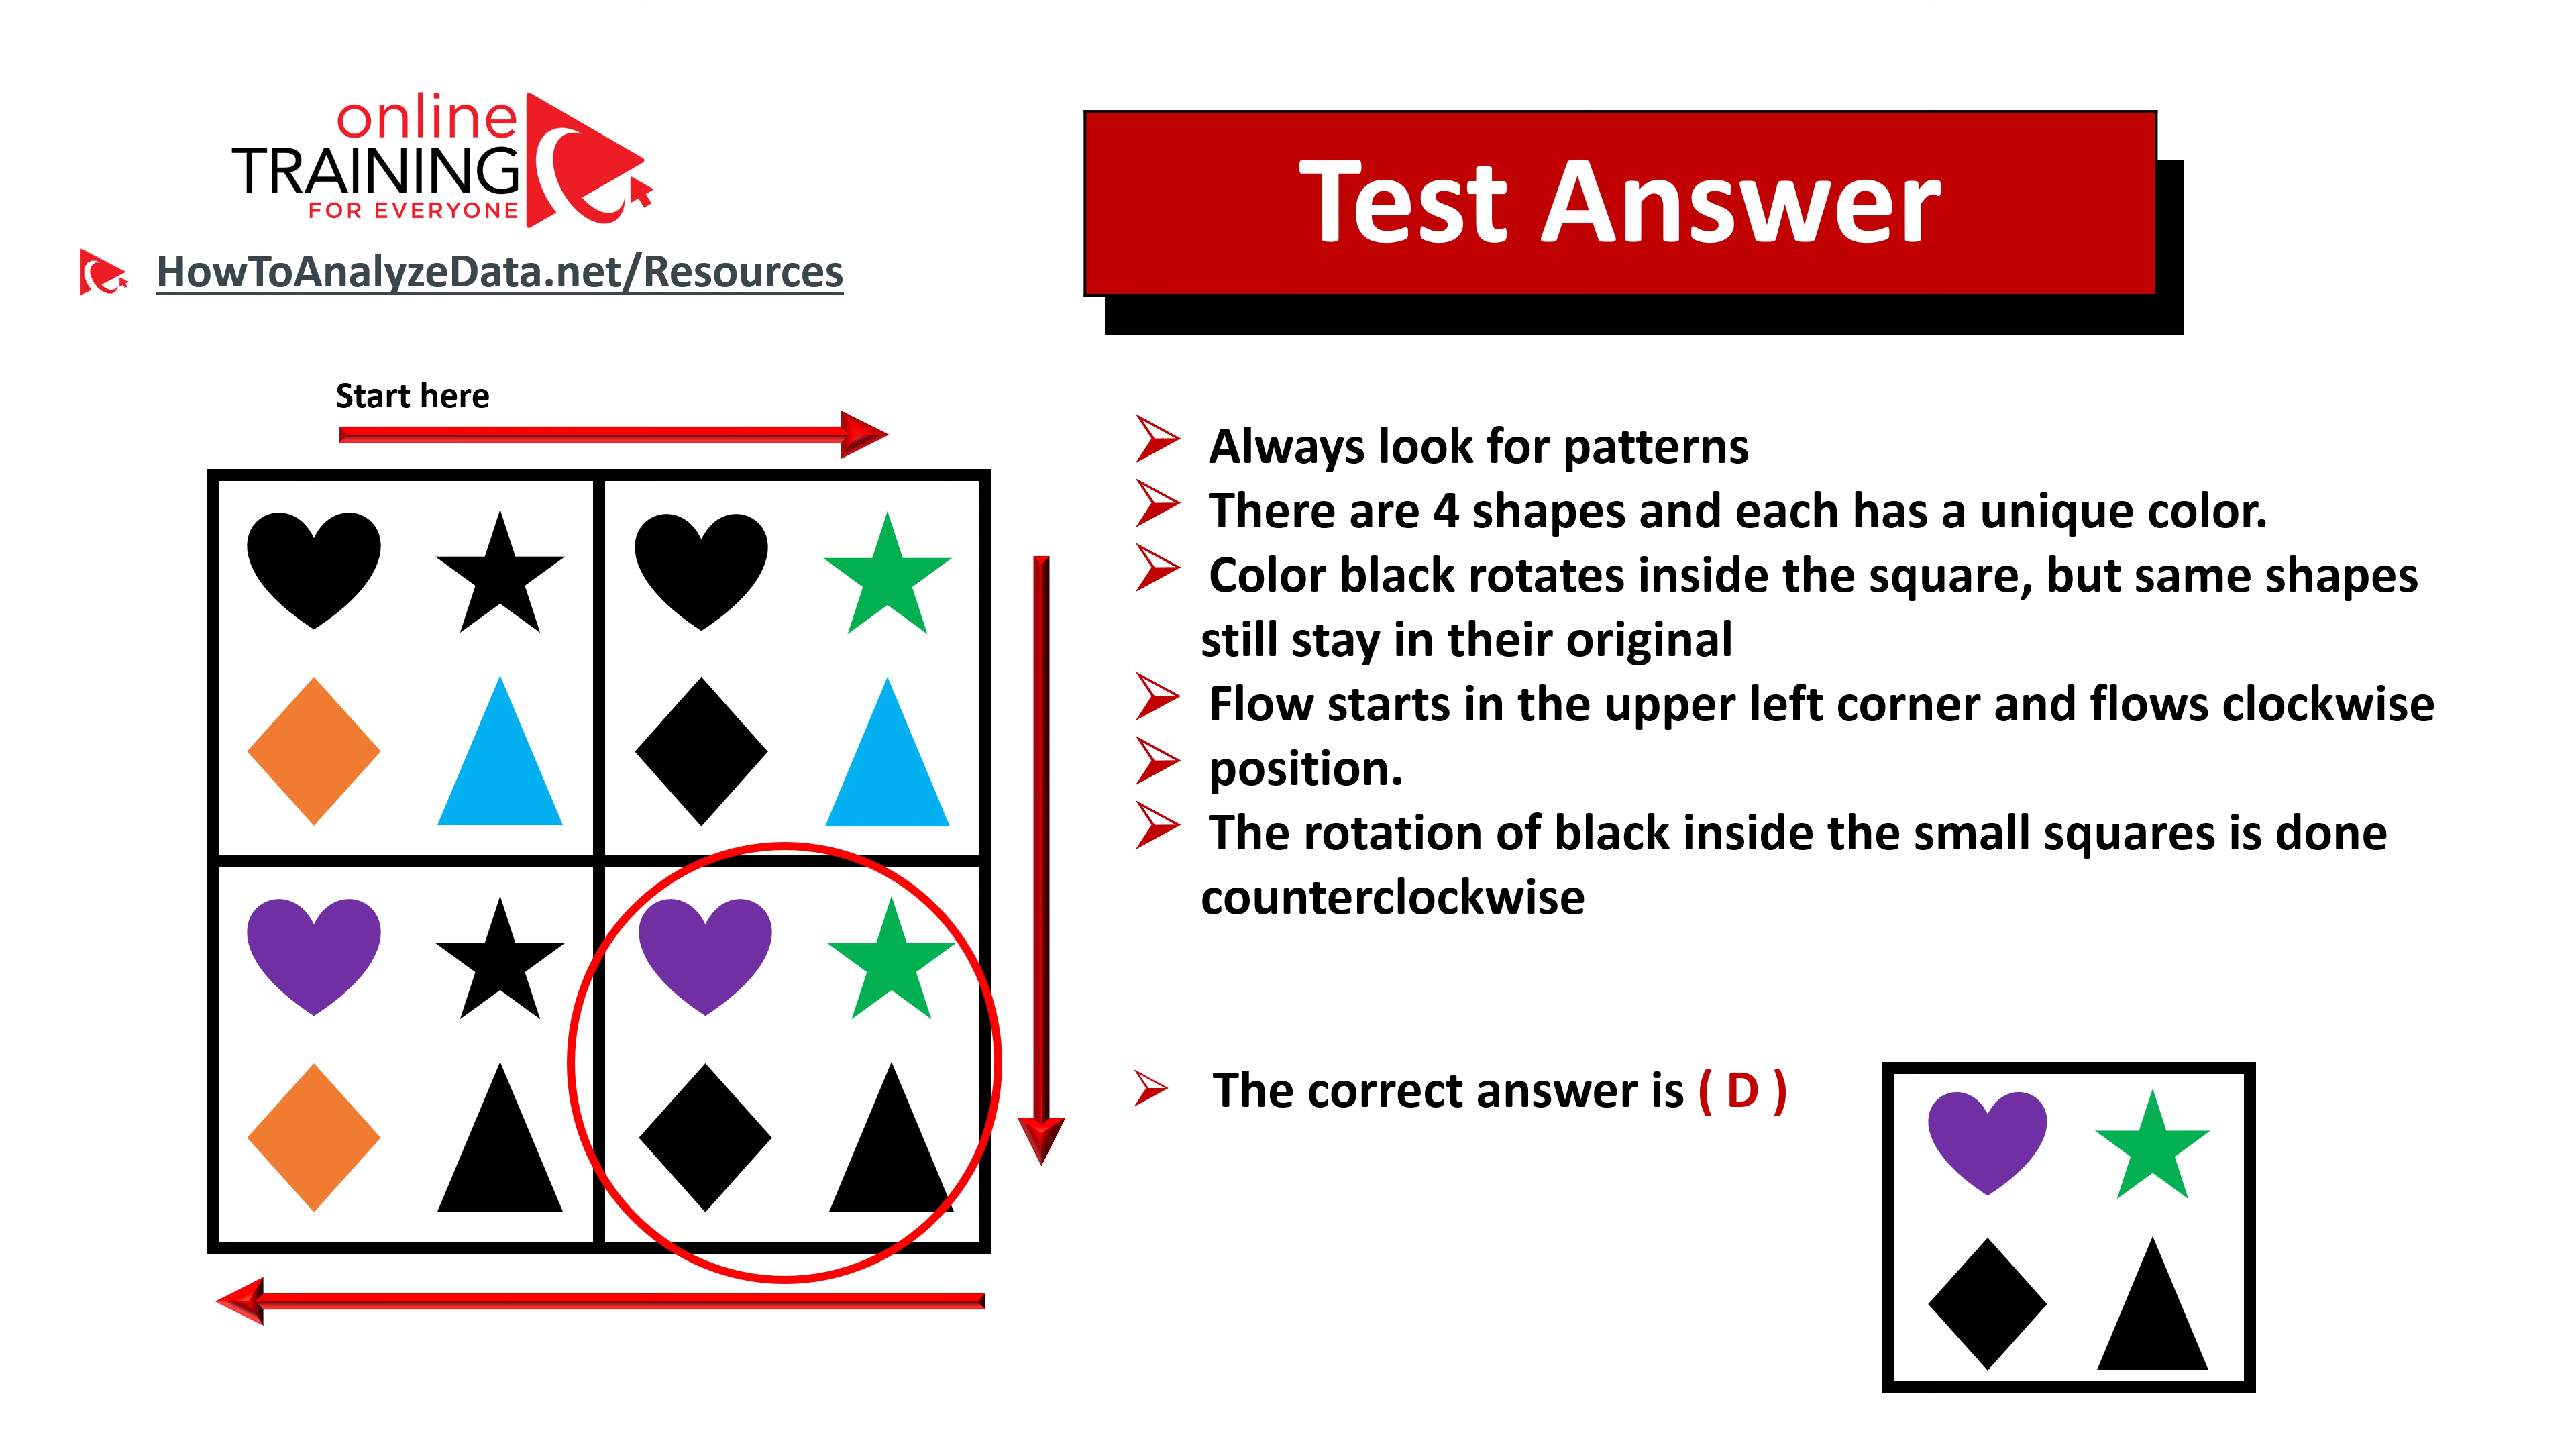 online
TRAINING
FOR EVERYONE
HowToAnalyzeData.net/Resources
Test Answer
Start here
Always look for patterns
There are 4 shapes and each has a unique color.
Color black rotates inside the square, but same shapes
still stay in their original
Flow starts in the upper left corner and flows clockwise
position.
The rotation of black inside the small squares is done
counterclockwise
The correct answer is ( D )